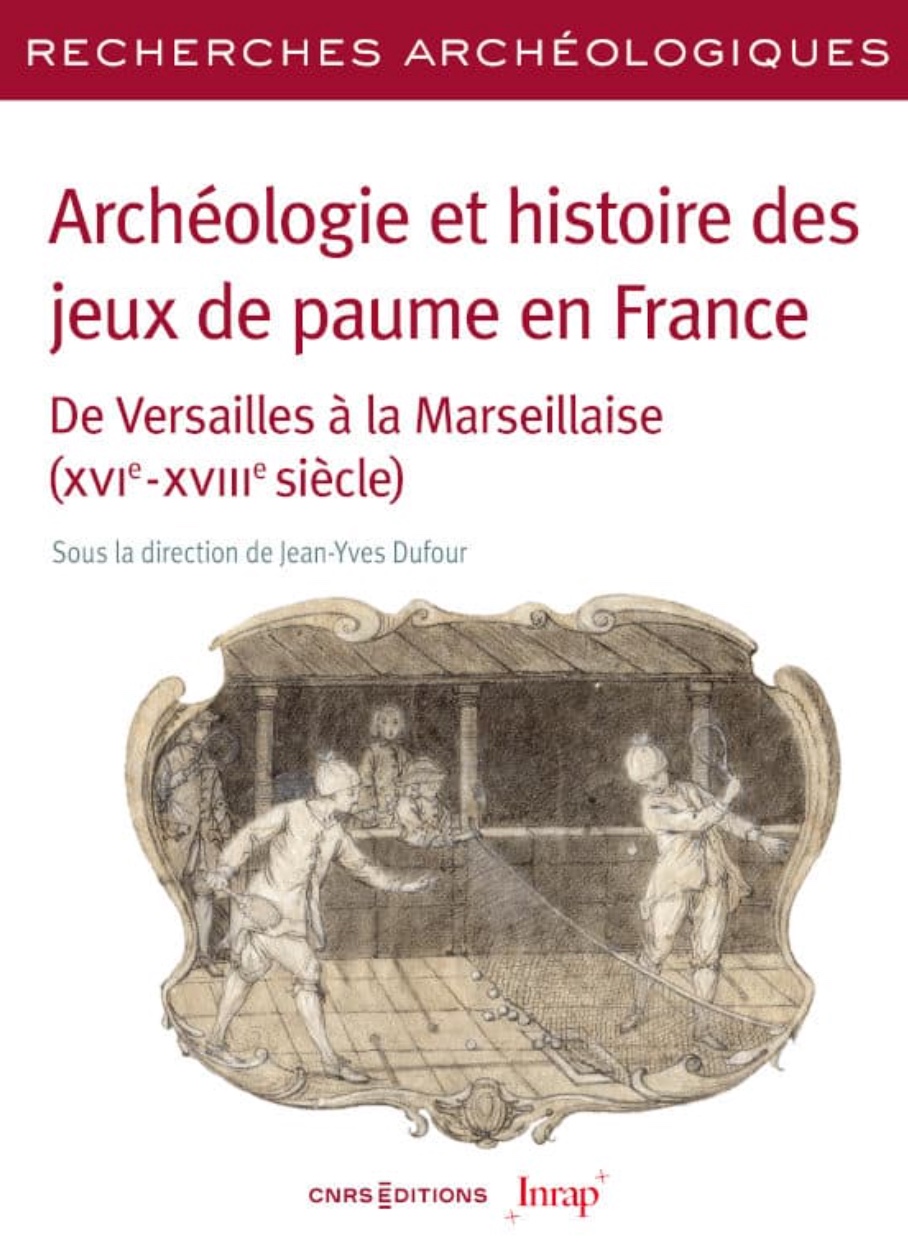 RECHERCHES ARCHÉOLOGIQUES
Archéologie et histoire des
jeux de paume en France
De Versailles à la Marseillaise
(XVIe-XVIIIe siècle)
Sous la direction de Jean-Yves Dufour
CNRS ÉDITIONS Inrap